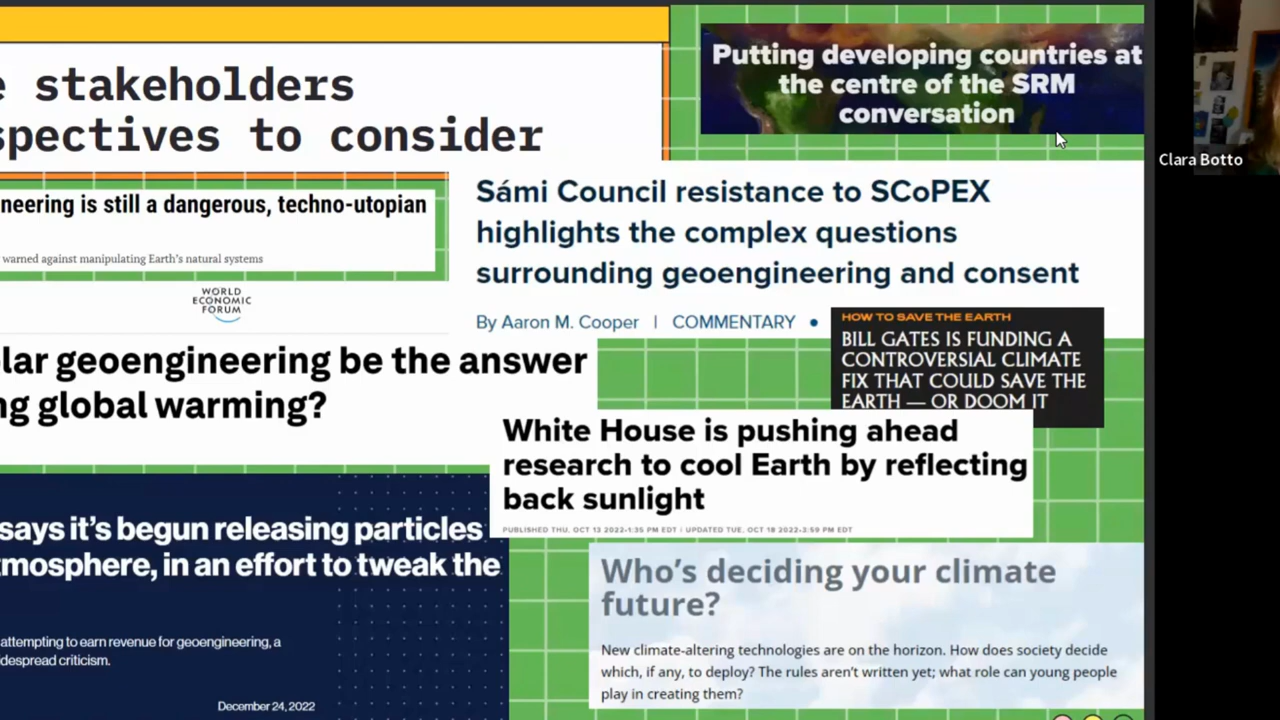 e stakeholders
spectives to consider
Putting developing countries at
the centre of the SRM
conversation
Clara Botto
neering is still a dangerous, techno-utopian
warned against manipulating Earth's natural systems
Sámi Council resistance to SCoPEX
highlights the complex questions
surrounding geoengineering and consent
By Aaron M. Cooper | COMMENTARY •
WORLD
ECONOMIC
FORUM
lar geoengineering be the answer
ng global warming?
HOW TO SAVE THE EARTH
BILL GATES IS FUNDING A
CONTROVERSIAL CLIMATE
FIX THAT COULD SAVE THE
EARTH — OR DOOM IT
White House is pushing ahead
research to cool Earth by reflecting
back sunlight
PUBLISHED THU, OCT 13 2022•1:35 PM EDT / UPDATED TUE, OCT 18 2022•3:59 PM EDT
says it's begun releasing particles
tmosphere, in an effort to tweak the
attempting to earn revenue for geoengineering, a
despread criticism.
December 24, 2022
Who's deciding your climate
future?
New climate-altering technologies are on the horizon. How does society decide
which, if any, to deploy? The rules aren't written yet; what role can young people
play in creating them?